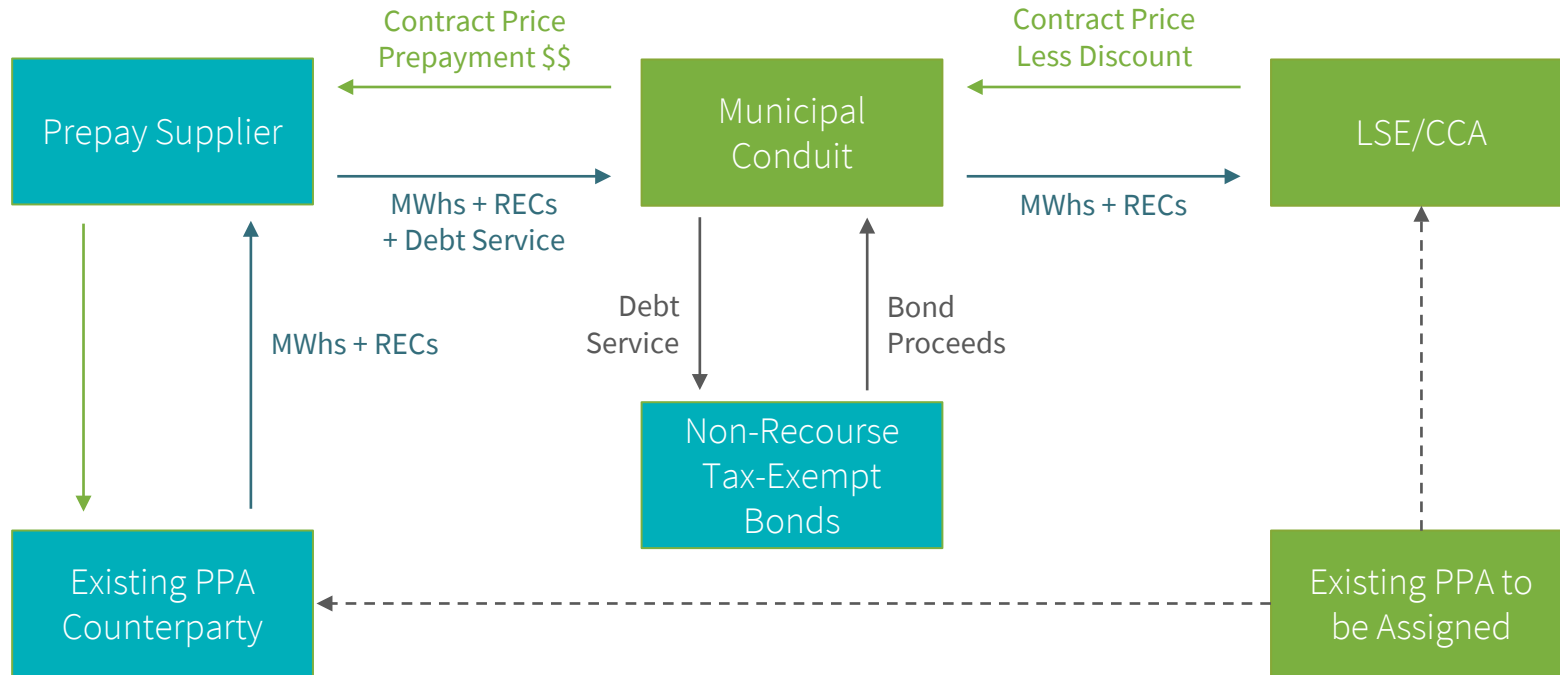 Contract Price
Prepayment $$
Contract Price
Less Discount
Prepay Supplier
Municipal
Conduit
LSE/CCA
MWhs + RECs
+ Debt Service
MWhs + RECs
MWhs + RECs
Debt
Service
Bond
Proceeds
Non-Recourse
Tax-Exempt
Bonds
Existing PPA
Counterparty
Existing PPA to
be Assigned